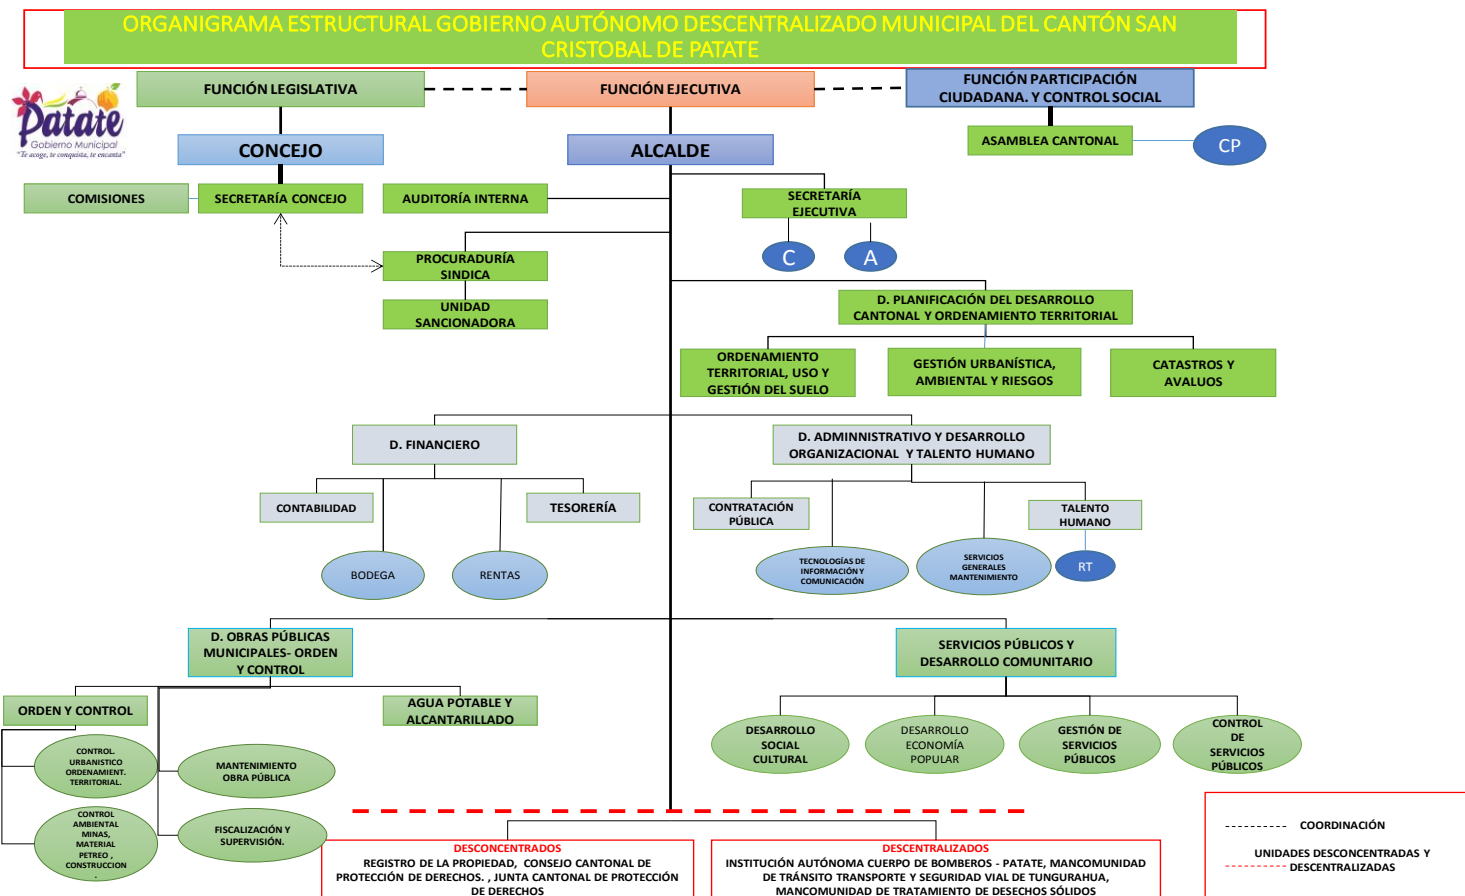 ORGANIGRAMA ESTRUCTURAL GOBIERNO AUTÓNOMO DESCENTRALIZADO MUNICIPAL DEL CANTÓN SAN
CRISTOBAL DE PATATE
Patate
Gobierno Municipal
"Te acoge, te conquista, te encanta"
FUNCIÓN LEGISLATIVA
FUNCIÓN EJECUTIVA
FUNCIÓN PARTICIPACIÓN
CIUDADANA. Y CONTROL SOCIAL
CONCEJO
ALCALDE
ASAMBLEA CANTONAL
CP
COMISIONES
SECRETARÍA CONCEJO
AUDITORÍA INTERNA
SECRETARÍA
EJECUTIVA
C
A
PROCURADURÍA
SINDICA
UNIDAD
SANCIONADORA
D. PLANIFICACIÓN DEL DESARROLLO
CANTONAL Y ORDENAMIENTO TERRITORIAL
ORDENAMIENTO
TERRITORIAL, USO Y
GESTIÓN DEL SUELO
GESTIÓN URBANÍSTICA,
AMBIENTAL Y RIESGOS
CATASTROS Y
AVALUOS
D. FINANCIERO
D. ADMINNISTRATIVO Y DESARROLLO
ORGANIZACIONAL Y TALENTO HUMANO
CONTABILIDAD
TESORERÍA
CONTRATACIÓN
PÚBLICA
TALENTO
HUMANO
BODEGA
RENTAS
TECNOLOGÍAS DE
INFORMACIÓN Y
COMUNICACIÓN
SERVICIOS
GENERALES
MANTENIMIENTO
RT
D. OBRAS PÚBLICAS
MUNICIPALES- ORDEN
Y CONTROL
SERVICIOS PÚBLICOS Y
DESARROLLO COMUNITARIO
ORDEN Y CONTROL
AGUA POTABLE Y
ALCANTARILLADO
CONTROL.
URBANISTICO
ORDENAMIENT.
TERRITORIAL.
MANTENIMIENTO
OBRA PÚBLICA
DESARROLLO
SOCIAL
CULTURAL
DESARROLLO
ECONOMÍA
POPULAR
GESTIÓN DE
SERVICIOS
PÚBLICOS
CONTROL
DE
SERVICIOS
PÚBLICOS
CONTROL
AMBIENTAL
MINAS,
MATERIAL
PETREO ,
CONSTRUCCION
.
FISCALIZACIÓN Y
SUPERVISIÓN.
DESCONCENTRADOS
REGISTRO DE LA PROPIEDAD, CONSEJO CANTONAL DE
PROTECCIÓN DE DERECHOS. , JUNTA CANTONAL DE PROTECCIÓN
DE DERECHOS
DESCENTRALIZADOS
INSTITUCIÓN AUTÓNOMA CUERPO DE BOMBEROS - PATATE, MANCOMUNIDAD
DE TRÁNSITO TRANSPORTE Y SEGURIDAD VIAL DE TUNGURAHUA,
MANCOMUNIDAD DE TRATAMIENTO DE DESECHOS SÓLIDOS
COORDINACIÓN
UNIDADES DESCONCENTRADAS Y
DESCENTRALIZADAS